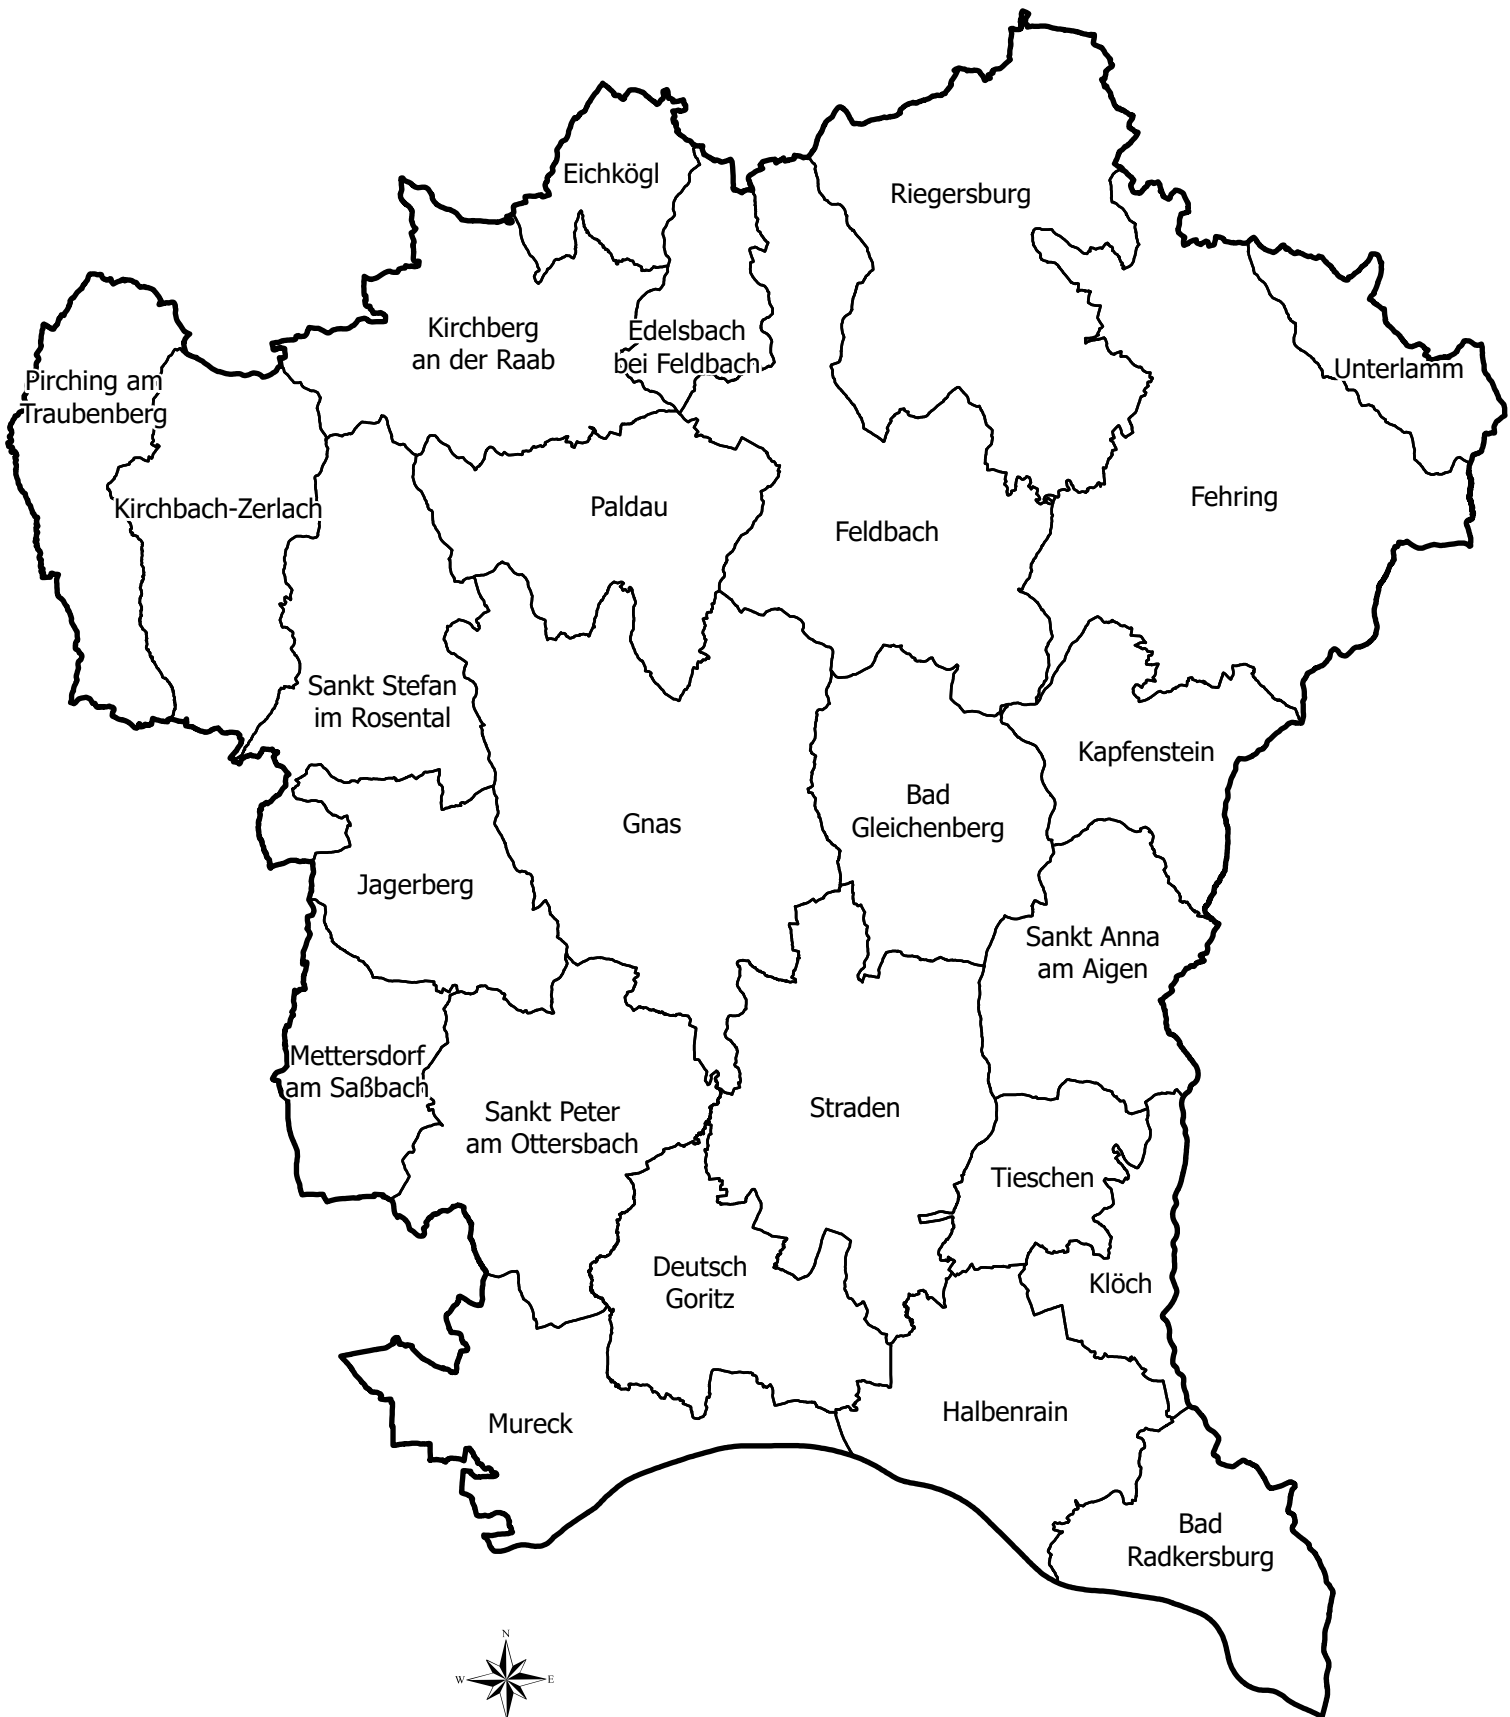 Eichkögl
Riegersburg
Kirchberg
an der Raab
Edelsbach
bei Feldbach
Unterlamm
Pirching am
Traubenberg
Kirchbach-Zerlach
Paldau
Feldbach
Fehring
Sankt Stefan
im Rosental
Kapfenstein
Gnas
Bad
Gleichenberg
Jagerberg
Sankt Anna
am Aigen
Mettersdorf
am Saßbach
Sankt Peter
am Ottersbach
Straden
Tieschen
Deutsch
Goritz
Klöch
Mureck
Halbenrain
Bad
Radkersburg
N
W
E